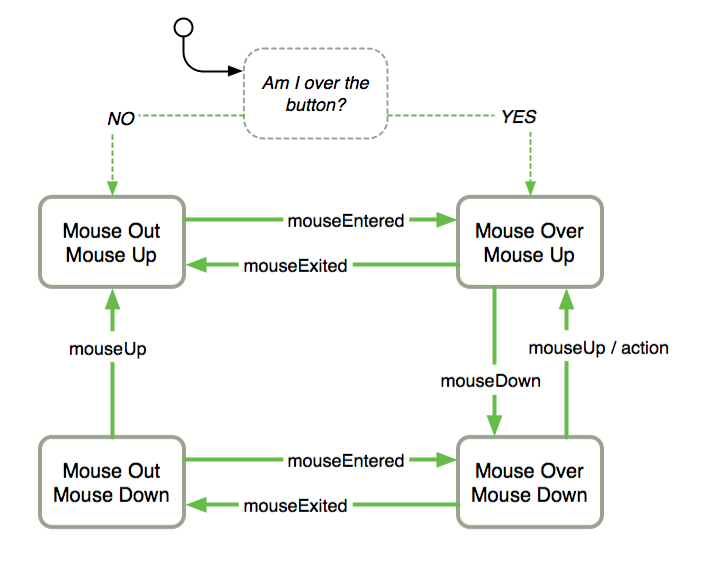 Am I over the
button?
NO
YES
Mouse Out
Mouse Up
mouseEntered
mouseExited
Mouse Over
Mouse Up
mouseUp
mouseDown
mouseUp / action
Mouse Out
Mouse Down
mouseEntered
mouseExited
Mouse Over
Mouse Down